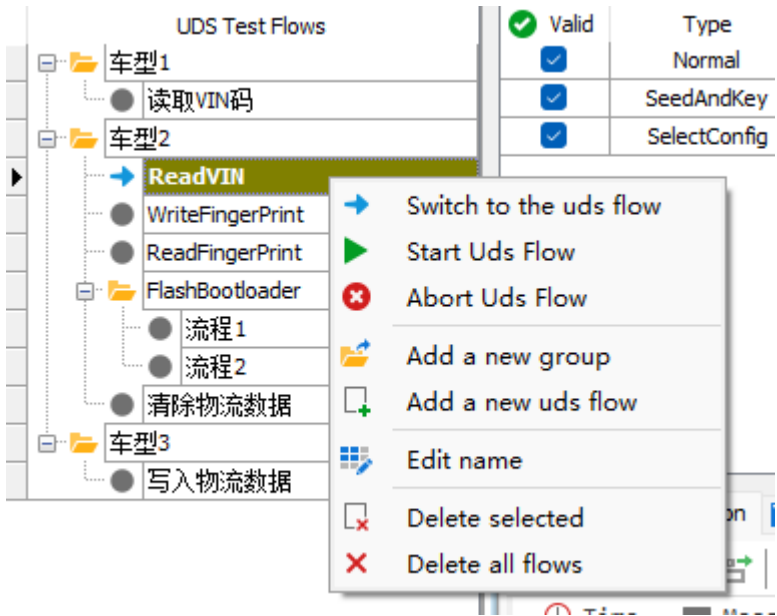 UDS Test Flows
Valid Type
车型1
Normal
读取VIN码
SeedAndKey
车型2
SelectConfig
ReadVIN
WriteFingerPrint
ReadFingerPrint
FlashBootloader
流程1
流程2
清除物流数据
车型3
写入物流数据
Switch to the uds flow
Start Uds Flow
Abort Uds Flow
Add a new group
Add a new uds flow
Edit name
Delete selected
Delete all flows
on